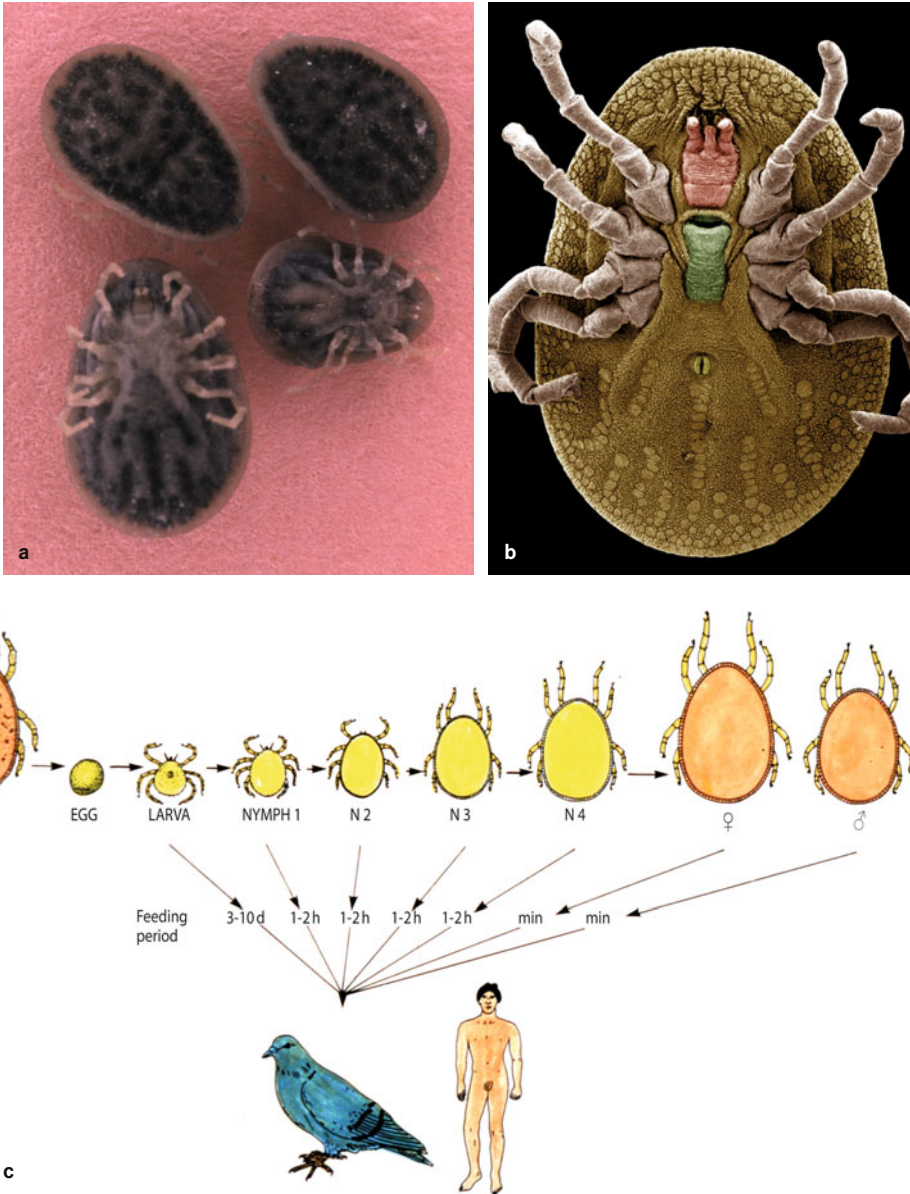 a
b
EGG LARVA NYMPH 1 N 2 N 3 N 4 ♀ ♂
Feeding 3-10 d 1-2 h 1-2 h 1-2 h 1-2 h min min
period
c